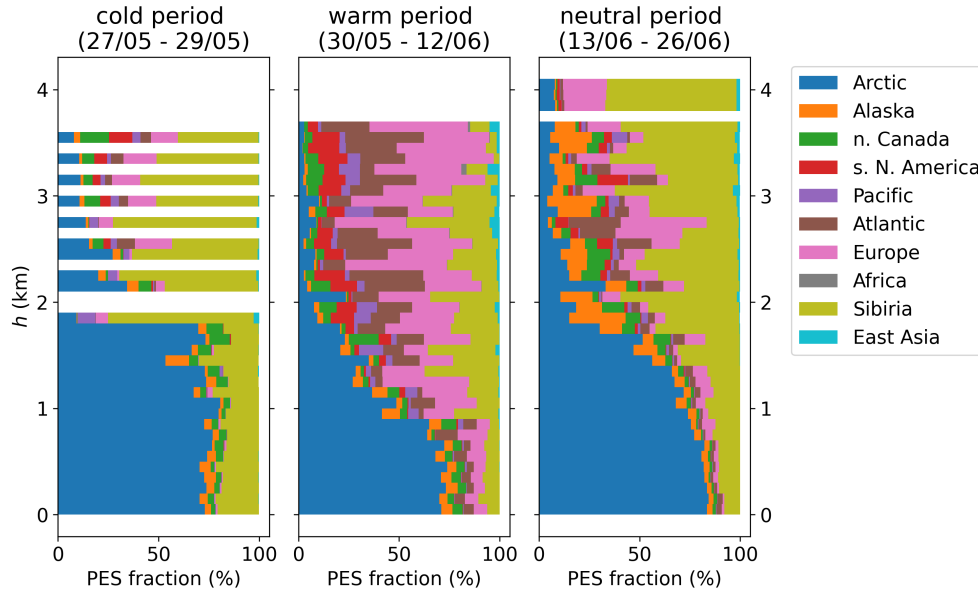 cold period
(27/05 - 29/05)
warm period
(30/05 - 12/06)
neutral period
(13/06 - 26/06)
4
3
2
1
0
h (km)
0
50
100
PES fraction (%)
0
50
100
PES fraction (%)
0
50
100
PES fraction (%)
4
3
2
1
0
Arctic
Alaska
n. Canada
s. N. America
Pacific
Atlantic
Europe
Africa
Sibiria
East Asia